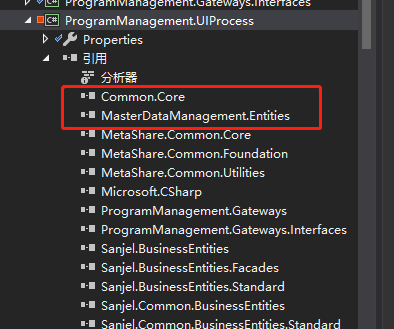 ProgramManagement.Gateways.Interfaces
ProgramManagement.UIProcess
Properties
引用
分析器
Common.Core
MasterDataManagement.Entities
MetaShare.Common.Core
MetaShare.Common.Foundation
MetaShare.Common.Utilities
Microsoft.CSharp
ProgramManagement.Gateways
ProgramManagement.Gateways.Interfaces
Sanjel.BusinessEntities
Sanjel.BusinessEntities.Facades
Sanjel.BusinessEntities.Standard
Sanjel.Common.BusinessEntities
Sanjel.Common.BusinessEntities.Standard